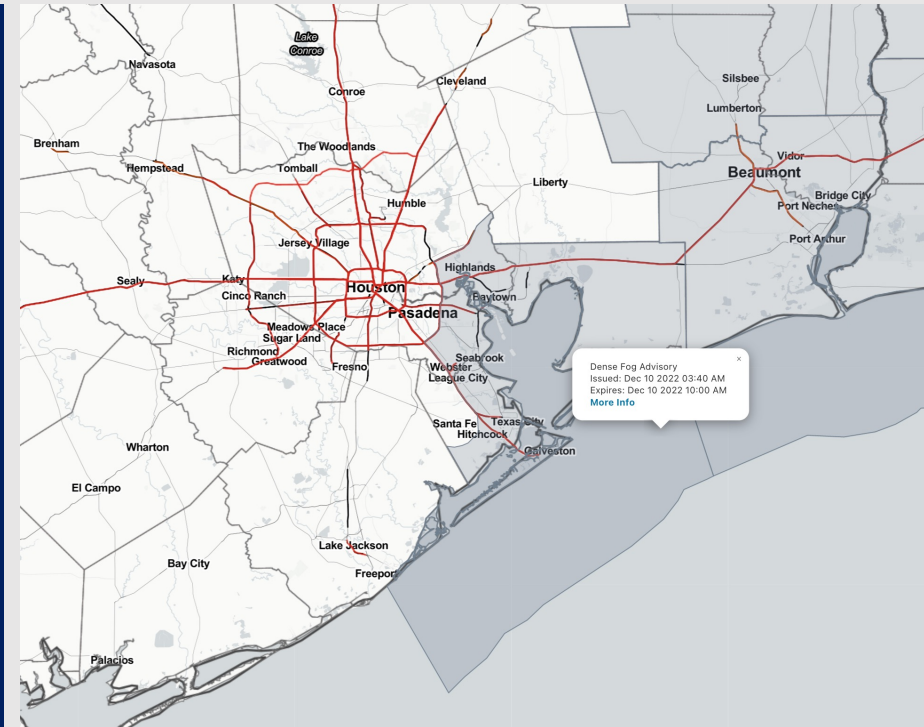 Lake
Conroe
Navasota
Silsbee
Cleveland
Conroe
Lumberton
Brenham
The Woodlands
Vidor
Hempstead
Tomball
Beaumont
Liberty
Bridge City
Humble
Port Neches
Jersey Village
Port Arthur
Highlands
Sealy
Katy
Houston
Cinco Ranch
Baytown
Pasadena
Meadows Place
Sugar Land
Richmond
Greatwood
Seabrook
Fresno
Webster
League City
Dense Fog Advisory
×
Issued: Dec 10 2022 03:40 AM
Expires: Dec 10 2022 10:00 AM
More Info
Santa Fe
Texas City
Hitchcock
Wharton
Galveston
El Campo
Lake Jackson
Bay City
Freeport
Palacios